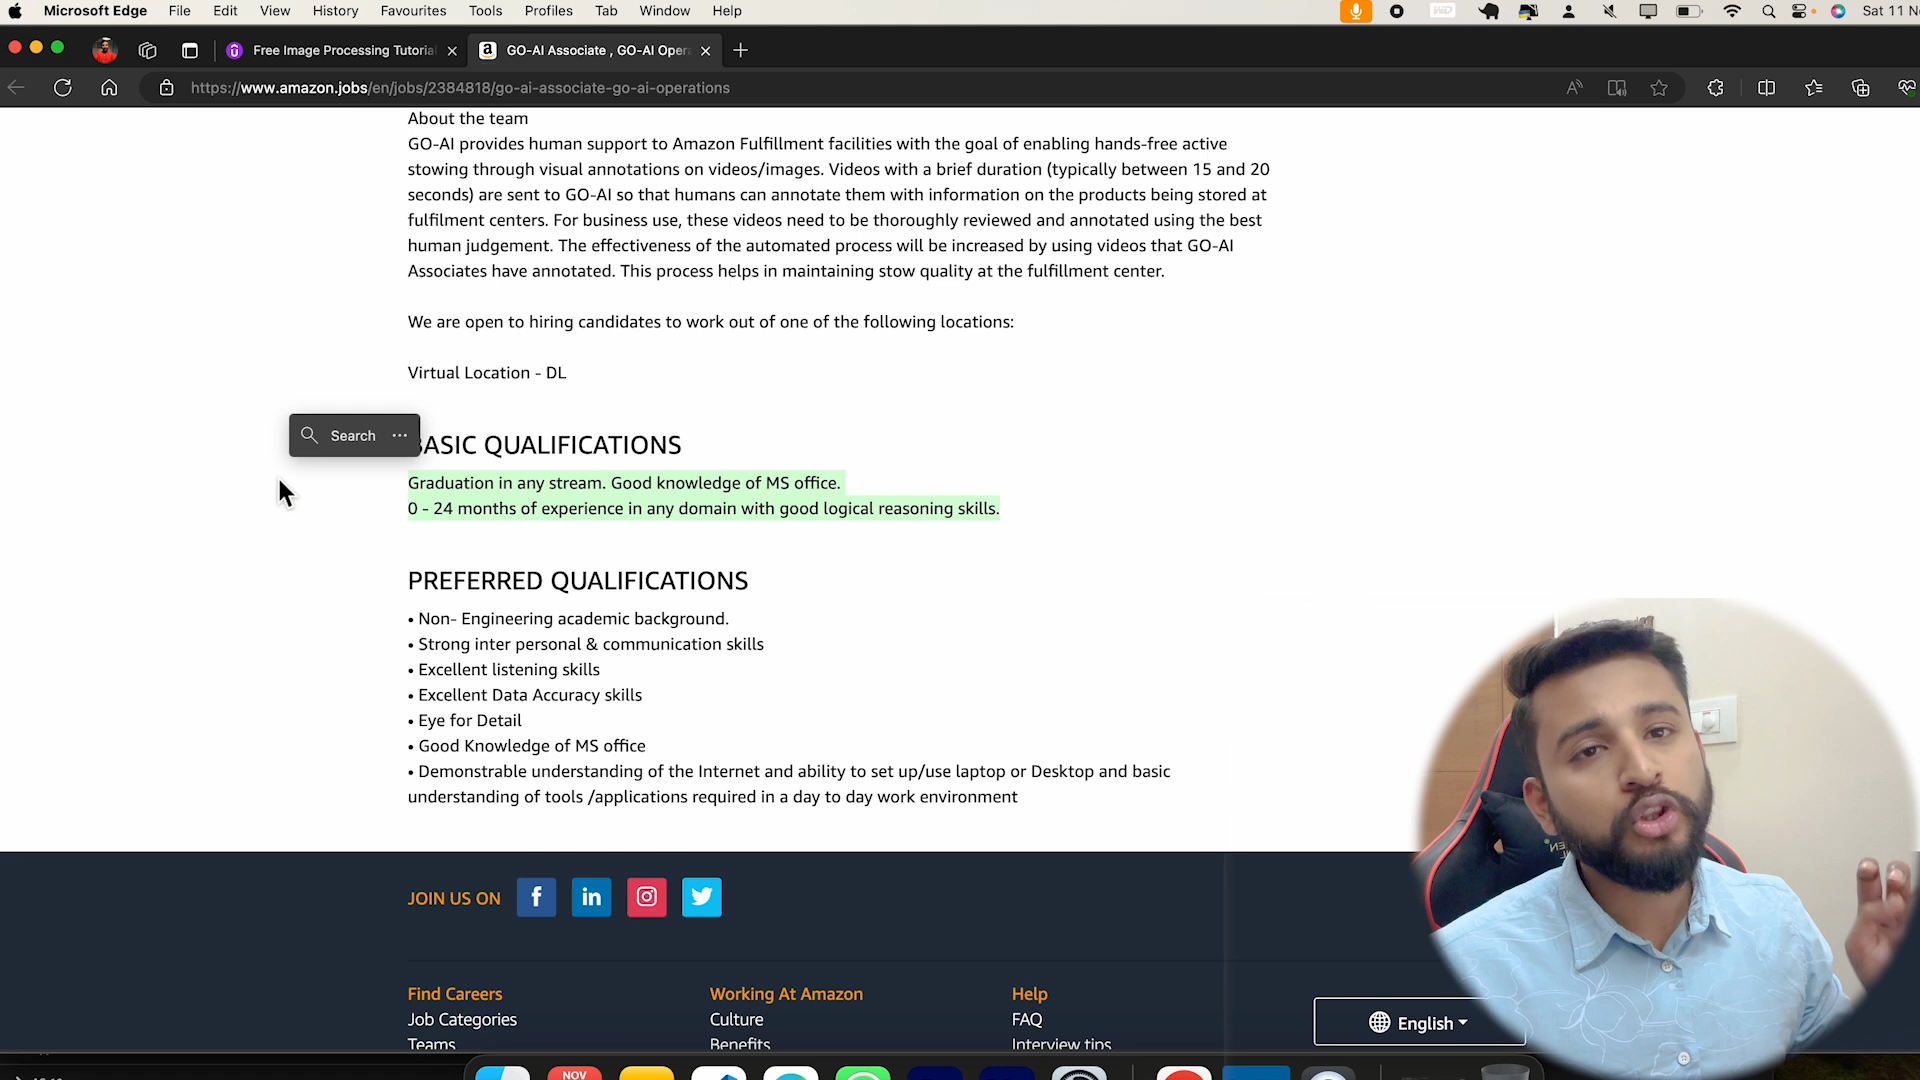 Microsoft Edge File Edit View History Favourites Tools Profiles Tab Window Help Sat 11
Free Image Processing Tutorial GO-AI Associate , GO-AI Oper
https://www.amazon.jobs/en/jobs/2384818/go-ai-associate-go-ai-operations
About the team
GO-AI provides human support to Amazon Fulfillment facilities with the goal of enabling hands-free active
stowing through visual annotations on videos/images. Videos with a brief duration (typically between 15 and 20
seconds) are sent to GO-AI so that humans can annotate them with information on the products being stored at
fulfilment centers. For business use, these videos need to be thoroughly reviewed and annotated using the best
human judgement. The effectiveness of the automated process will be increased by using videos that GO-AI
Associates have annotated. This process helps in maintaining stow quality at the fulfillment center.
We are open to hiring candidates to work out of one of the following locations:
Virtual Location - DL
Search
BASIC QUALIFICATIONS
Graduation in any stream. Good knowledge of MS office.
0 - 24 months of experience in any domain with good logical reasoning skills.
PREFERRED QUALIFICATIONS
• Non- Engineering academic background.
• Strong inter personal & communication skills
• Excellent listening skills
• Excellent Data Accuracy skills
• Eye for Detail
• Good Knowledge of MS office
• Demonstrable understanding of the Internet and ability to set up/use laptop or Desktop and basic
understanding of tools /applications required in a day to day work environment
JOIN US ON
Find Careers Working At Amazon Help
Job Categories Culture FAQ
Teams Benefits Interview tips
English
NOV